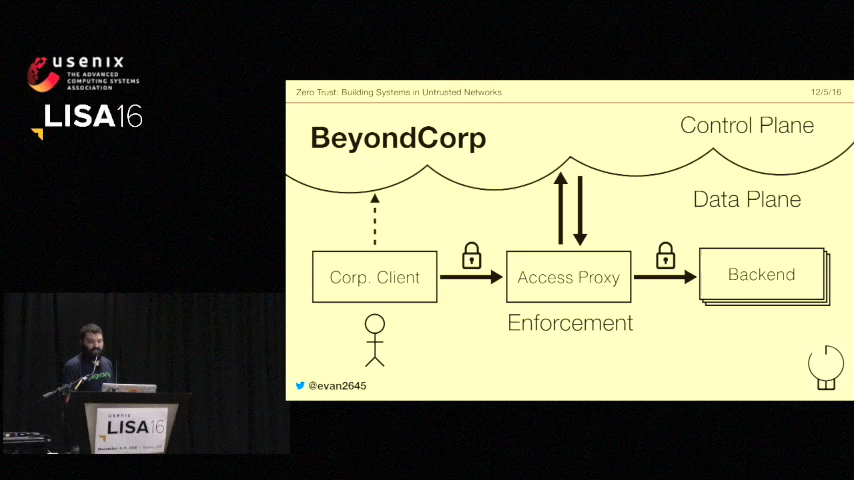 usenix
THE ADVANCED
COMPUTING SYSTEMS
ASSOCIATION
LISA16
Zero Trust: Building Systems in Untrusted Networks
12/5/16
BeyondCorp
Control Plane
Data Plane
Corp. Client
Access Proxy
Backend
Enforcement
@evan2645
usenix
LISA16